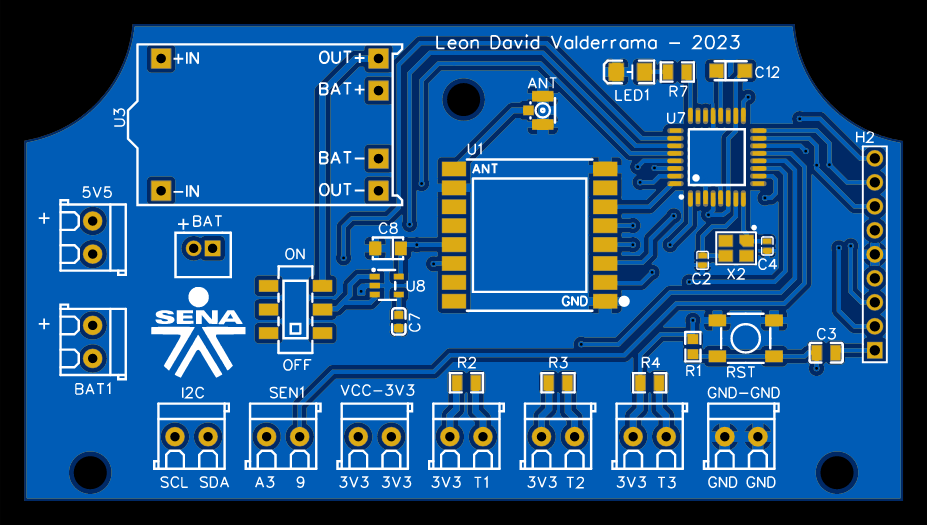 Leon David Valderrama - 2023
+IN
OUT+
BAT+
U3
BAT-
-IN
OUT-
ANT
LED1
R7
C12
U7
H2
U1
ANT
GND
5V5
+
+BAT
C8
U8
C7
C2
X2
C4
ON
OFF
SENA
+
BAT1
R1
RST
C3
R2
R3
R4
I2C
SEN1
VCC-3V3
GND-GND
SCL SDA
A3 9
3V3 3V3
3V3 T1
3V3 T2
3V3 T3
GND GND